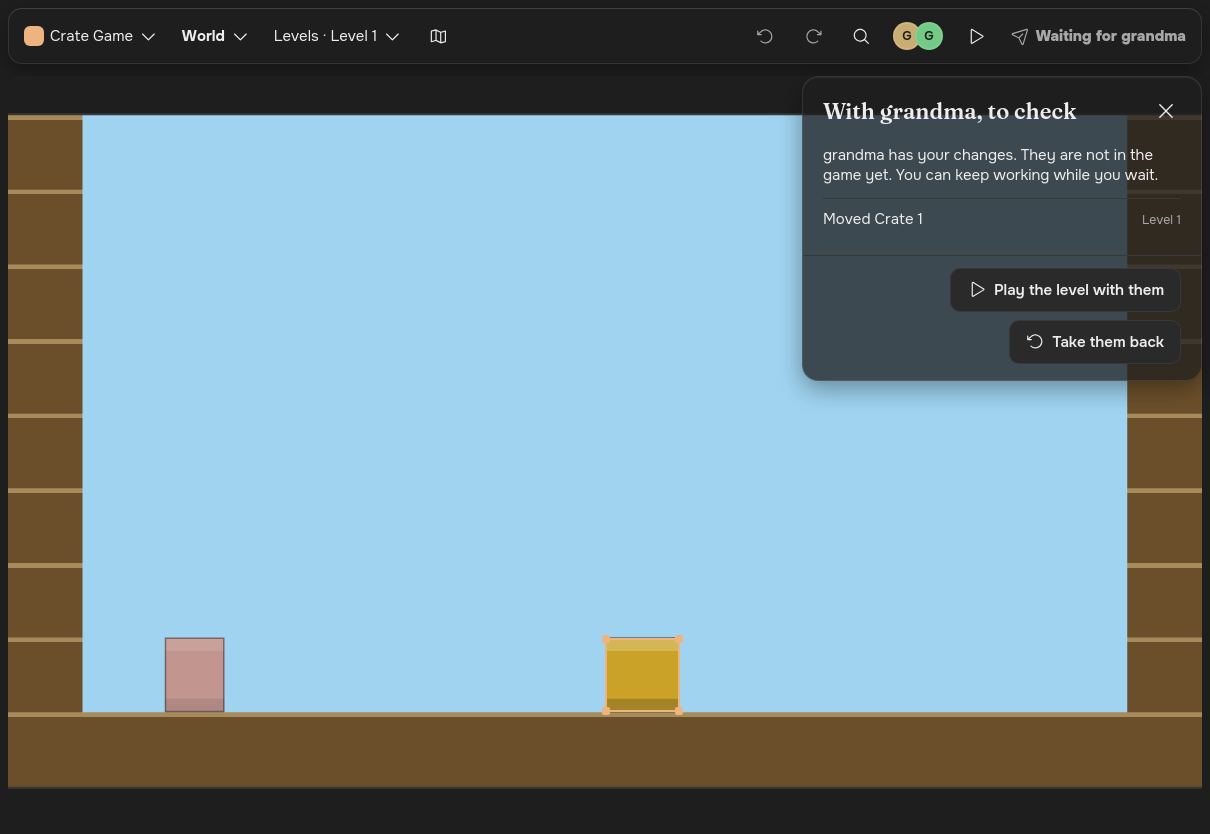 Crate Game
World
Levels · Level 1
G
G
Waiting for grandma
With grandma, to check
grandma has your changes. They are not in the
game yet. You can keep working while you wait.
Moved Crate 1
Level 1
Play the level with them
Take them back